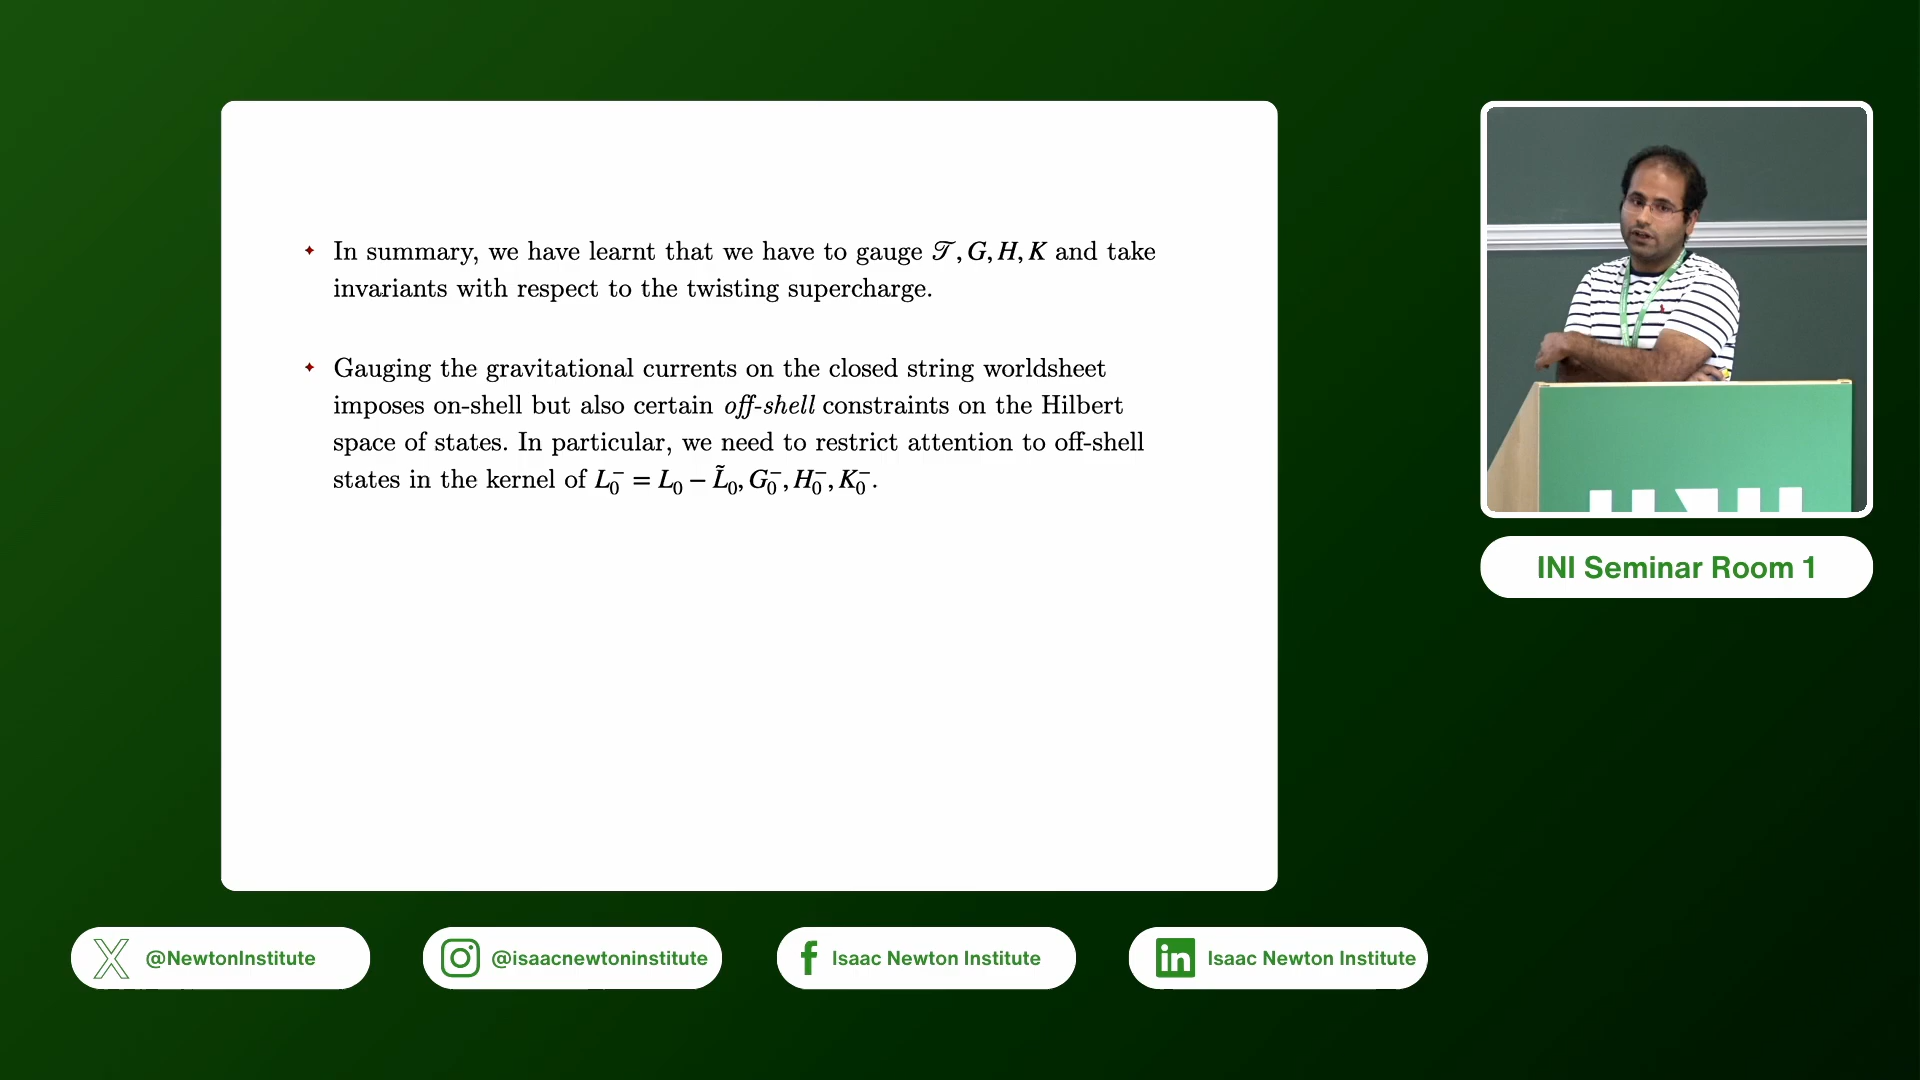 In summary, we have learnt that we have to gauge 𝒯, G, H, K and take
invariants with respect to the twisting supercharge.
Gauging the gravitational currents on the closed string worldsheet
imposes on-shell but also certain off-shell constraints on the Hilbert
space of states. In particular, we need to restrict attention to off-shell
states in the kernel of L₀⁻ = L₀ − L̃₀, G₀⁻, H₀⁻, K₀⁻.
INI Seminar Room 1
@NewtonInstitute
@isaacnewtoninstitute
Isaac Newton Institute
Isaac Newton Institute